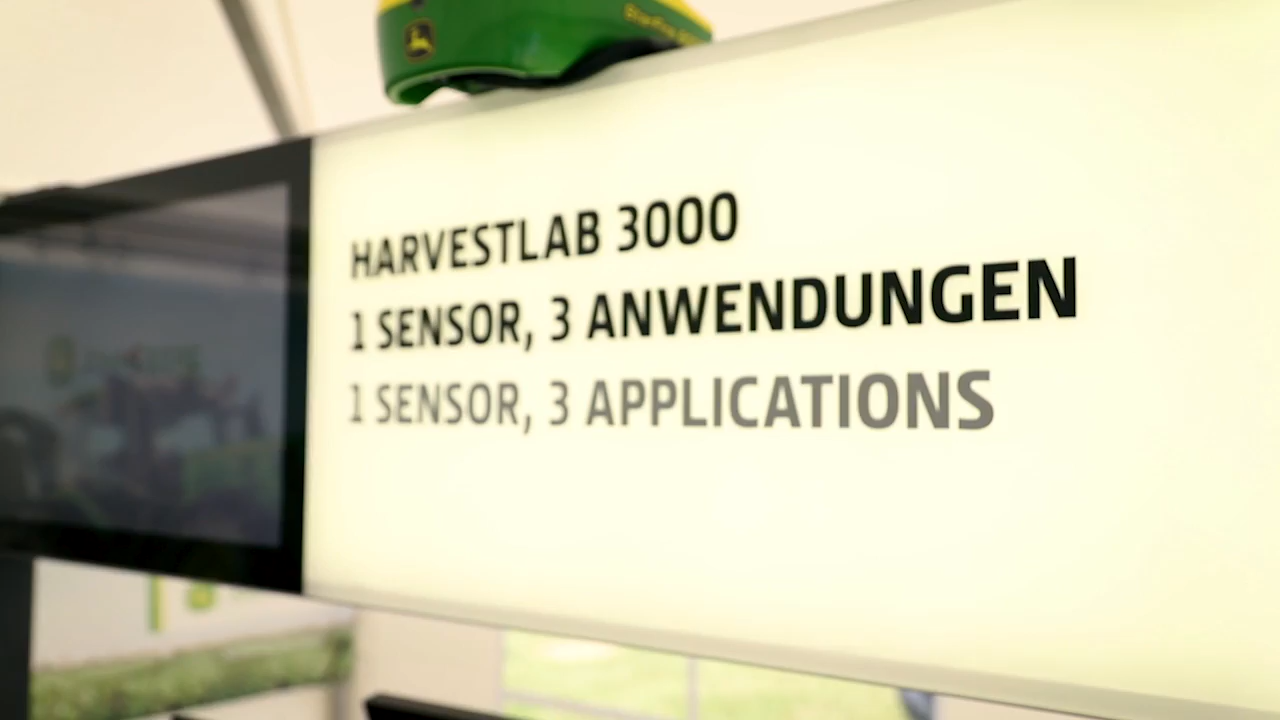 HARVESTLAB 3000
1 SENSOR, 3 ANWENDUNGEN
1 SENSOR, 3 APPLICATIONS